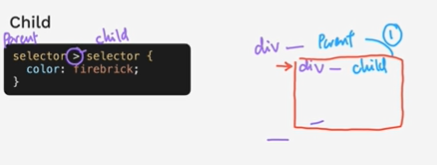 Child
Parent child
selector > selector {
color: firebrick;
}
div — Parent 1
→ div — child